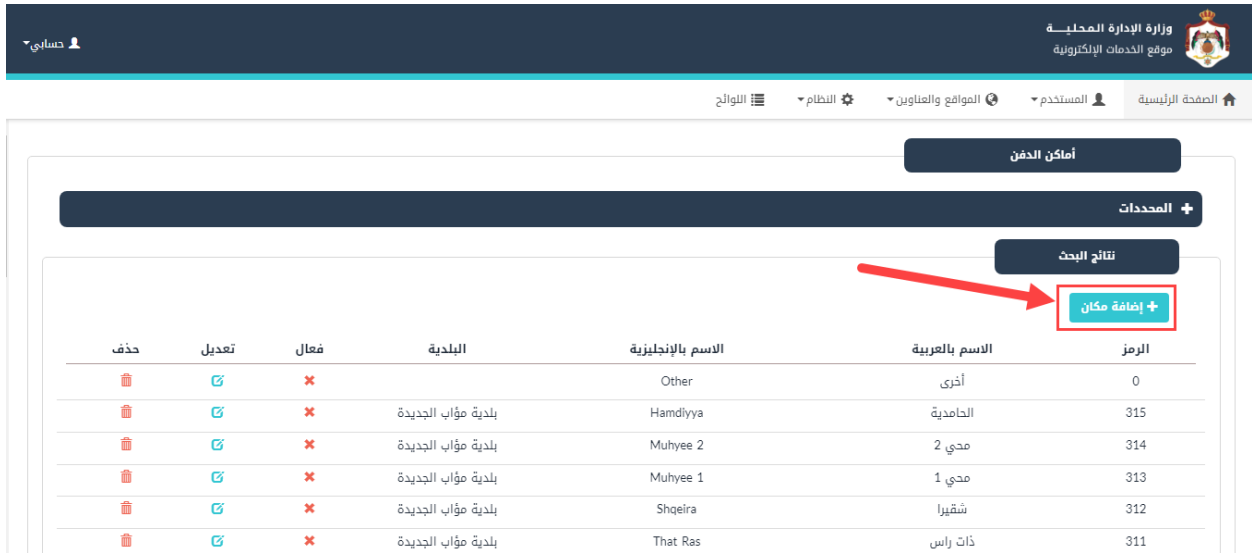 وزارة الإدارة المحليــــة
موقع الخدمات الإلكترونية
حسابي
الصفحة الرئيسية المستخدم المواقع والعناوين النظام اللوائح
أماكن الدفن
المحددات
نتائج البحث
+ إضافة مكان
الرمز الاسم بالعربية الاسم بالإنجليزية البلدية فعال تعديل حذف
0 أخرى Other
315 الحامدية Hamdiyya بلدية مؤاب الجديدة
314 محي 2 Muhyee 2 بلدية مؤاب الجديدة
313 محي 1 Muhyee 1 بلدية مؤاب الجديدة
312 شقيرا Shqeira بلدية مؤاب الجديدة
311 ذات راس That Ras بلدية مؤاب الجديدة